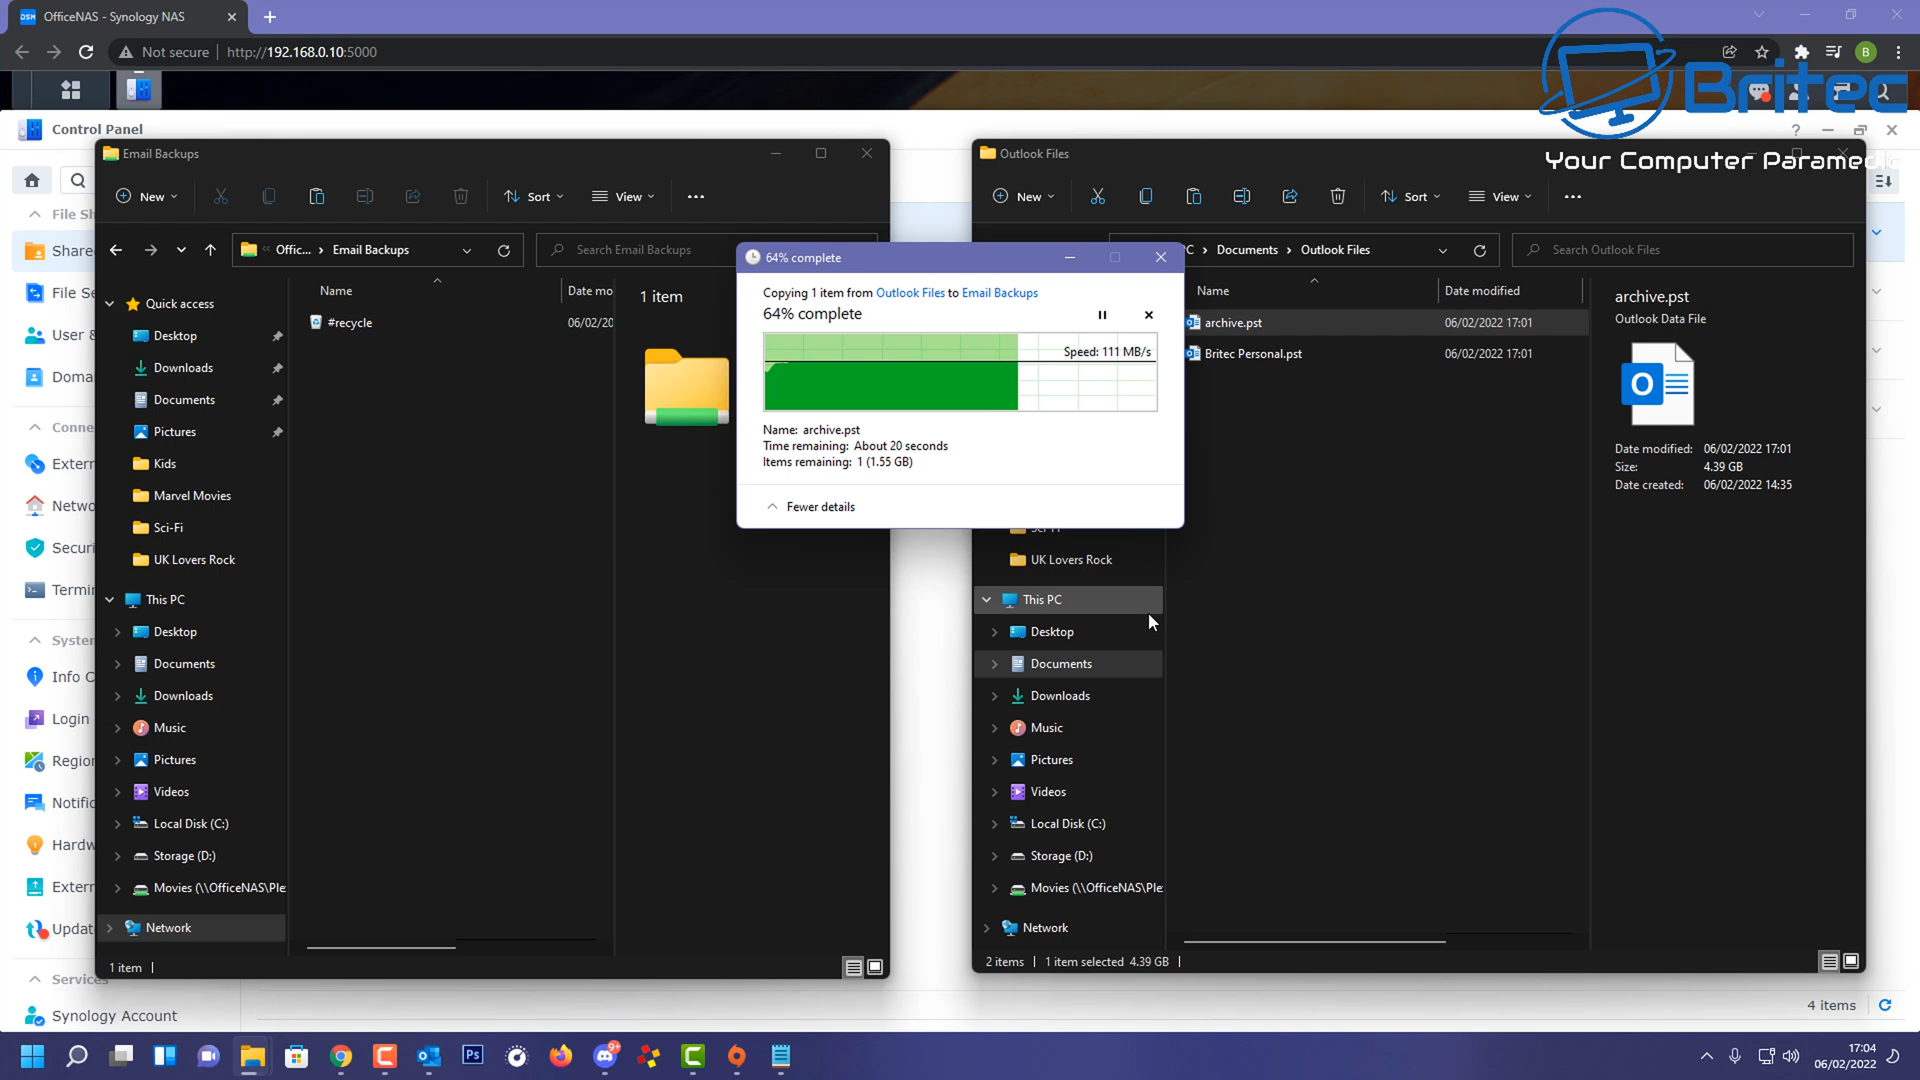 OfficeNAS - Synology NAS
Not secure
http://192.168.0.10:5000
B
Britec
Your Computer Paramedi
Control Panel
File Sh
Share
File Se
User &
Doma
Conne
Extern
Netwo
Securi
Termin
System
Info C
Login
Region
Notific
Hardw
Extern
Updat
Services
Synology Account
Email Backups
New
Sort
View
Offic...
Email Backups
Search Email Backups
Name
Date mo
#recycle
06/02/20
1 item
Quick access
Desktop
Downloads
Documents
Pictures
Kids
Marvel Movies
Sci-Fi
UK Lovers Rock
This PC
Desktop
Documents
Downloads
Music
Pictures
Videos
Local Disk (C:)
Storage (D:)
Movies (\\OfficeNAS\Ple
Network
1 item
64% complete
Copying 1 item from Outlook Files to Email Backups
64% complete
Speed: 111 MB/s
Name: archive.pst
Time remaining: About 20 seconds
Items remaining: 1 (1.55 GB)
Fewer details
Outlook Files
New
Sort
View
PC
Documents
Outlook Files
Search Outlook Files
Name
Date modified
archive.pst
06/02/2022 17:01
Britec Personal.pst
06/02/2022 17:01
archive.pst
Outlook Data File
Date modified: 06/02/2022 17:01
Size: 4.39 GB
Date created: 06/02/2022 14:35
Sci-Fi
UK Lovers Rock
This PC
Desktop
Documents
Downloads
Music
Pictures
Videos
Local Disk (C:)
Storage (D:)
Movies (\\OfficeNAS\Ple
Network
2 items
1 item selected 4.39 GB
4 items
Ps
9+
17:04
06/02/2022